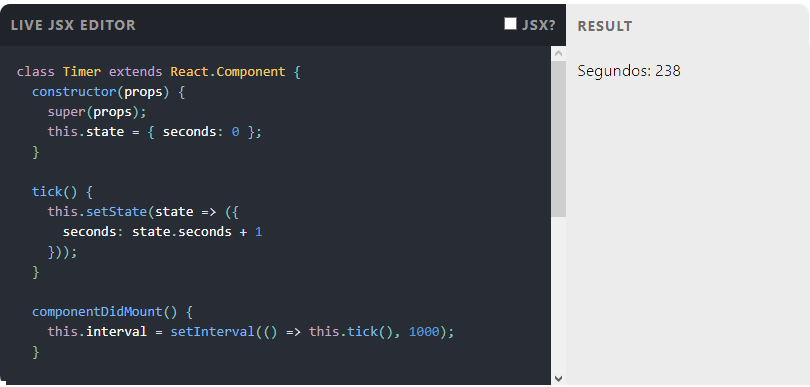 LIVE JSX EDITOR
JSX?
class Timer extends React.Component {
  constructor(props) {
    super(props);
    this.state = { seconds: 0 };
  }

  tick() {
    this.setState(state => ({
      seconds: state.seconds + 1
    }));
  }

  componentDidMount() {
    this.interval = setInterval(() => this.tick(), 1000);
  }
RESULT
Segundos: 238